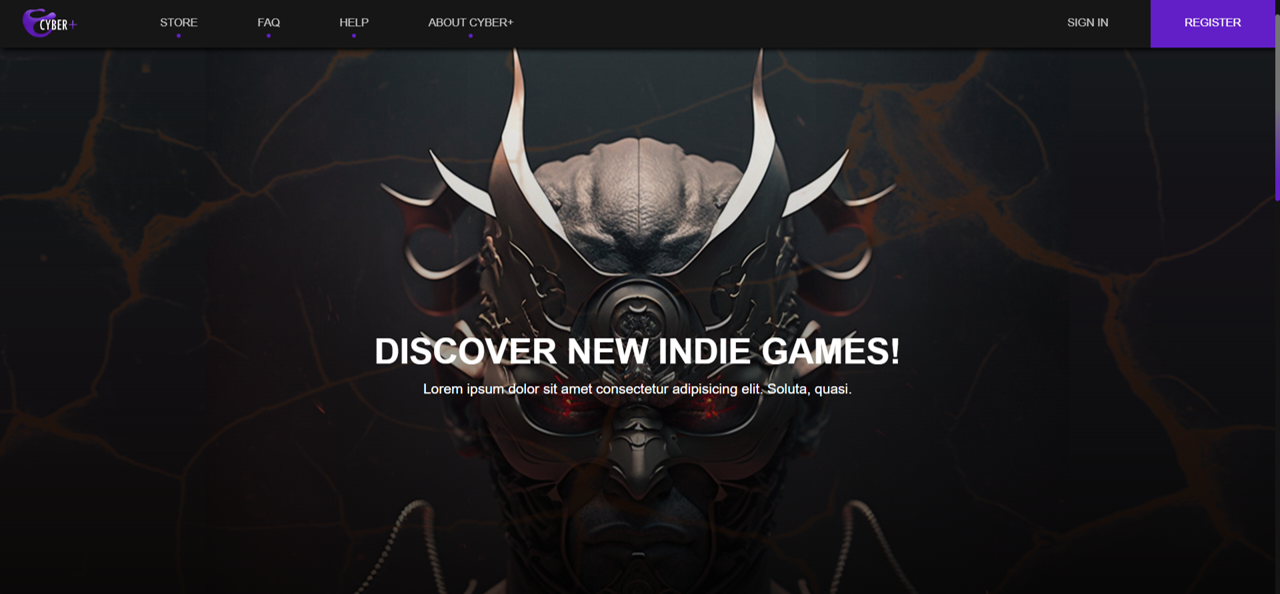 CYBER+
STORE
FAQ
HELP
ABOUT CYBER+
SIGN IN
REGISTER
DISCOVER NEW INDIE GAMES!
Lorem ipsum dolor sit amet consectetur adipisicing elit. Soluta, quasi.